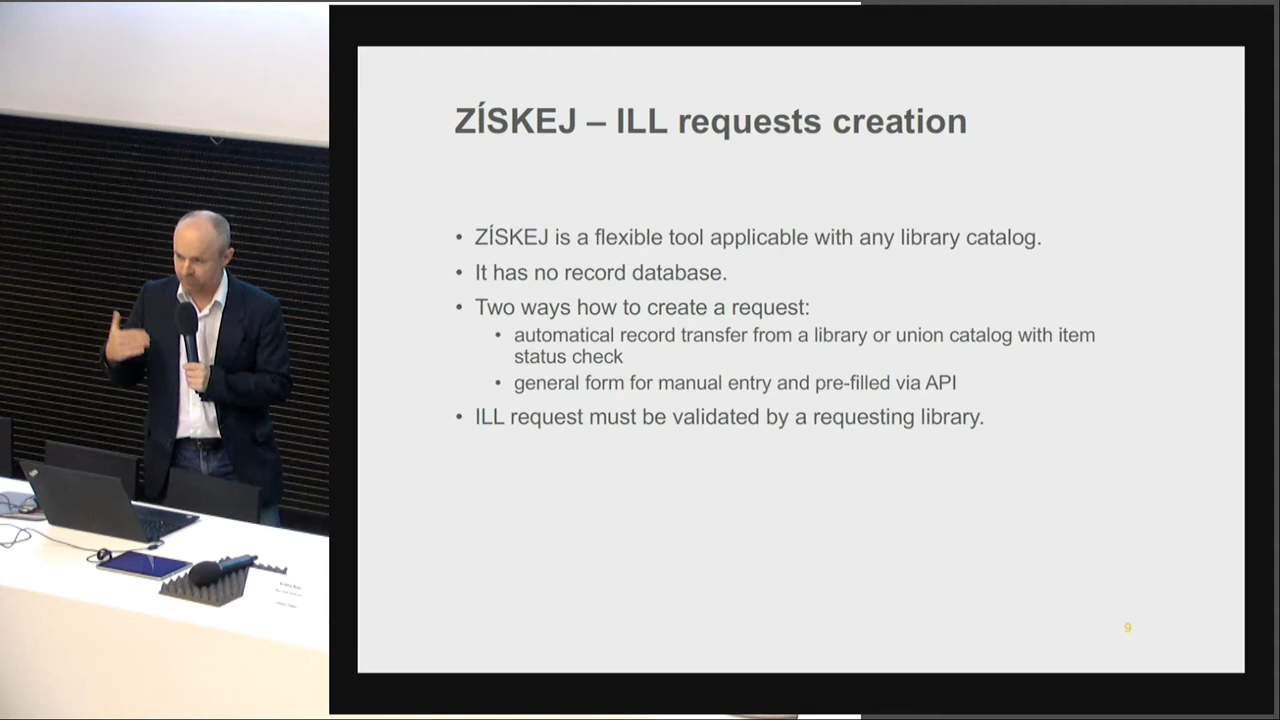 ZÍSKEJ – ILL requests creation
• ZÍSKEJ is a flexible tool applicable with any library catalog.
• It has no record database.
• Two ways how to create a request:
• automatical record transfer from a library or union catalog with item
status check
• general form for manual entry and pre-filled via API
• ILL request must be validated by a requesting library.
9